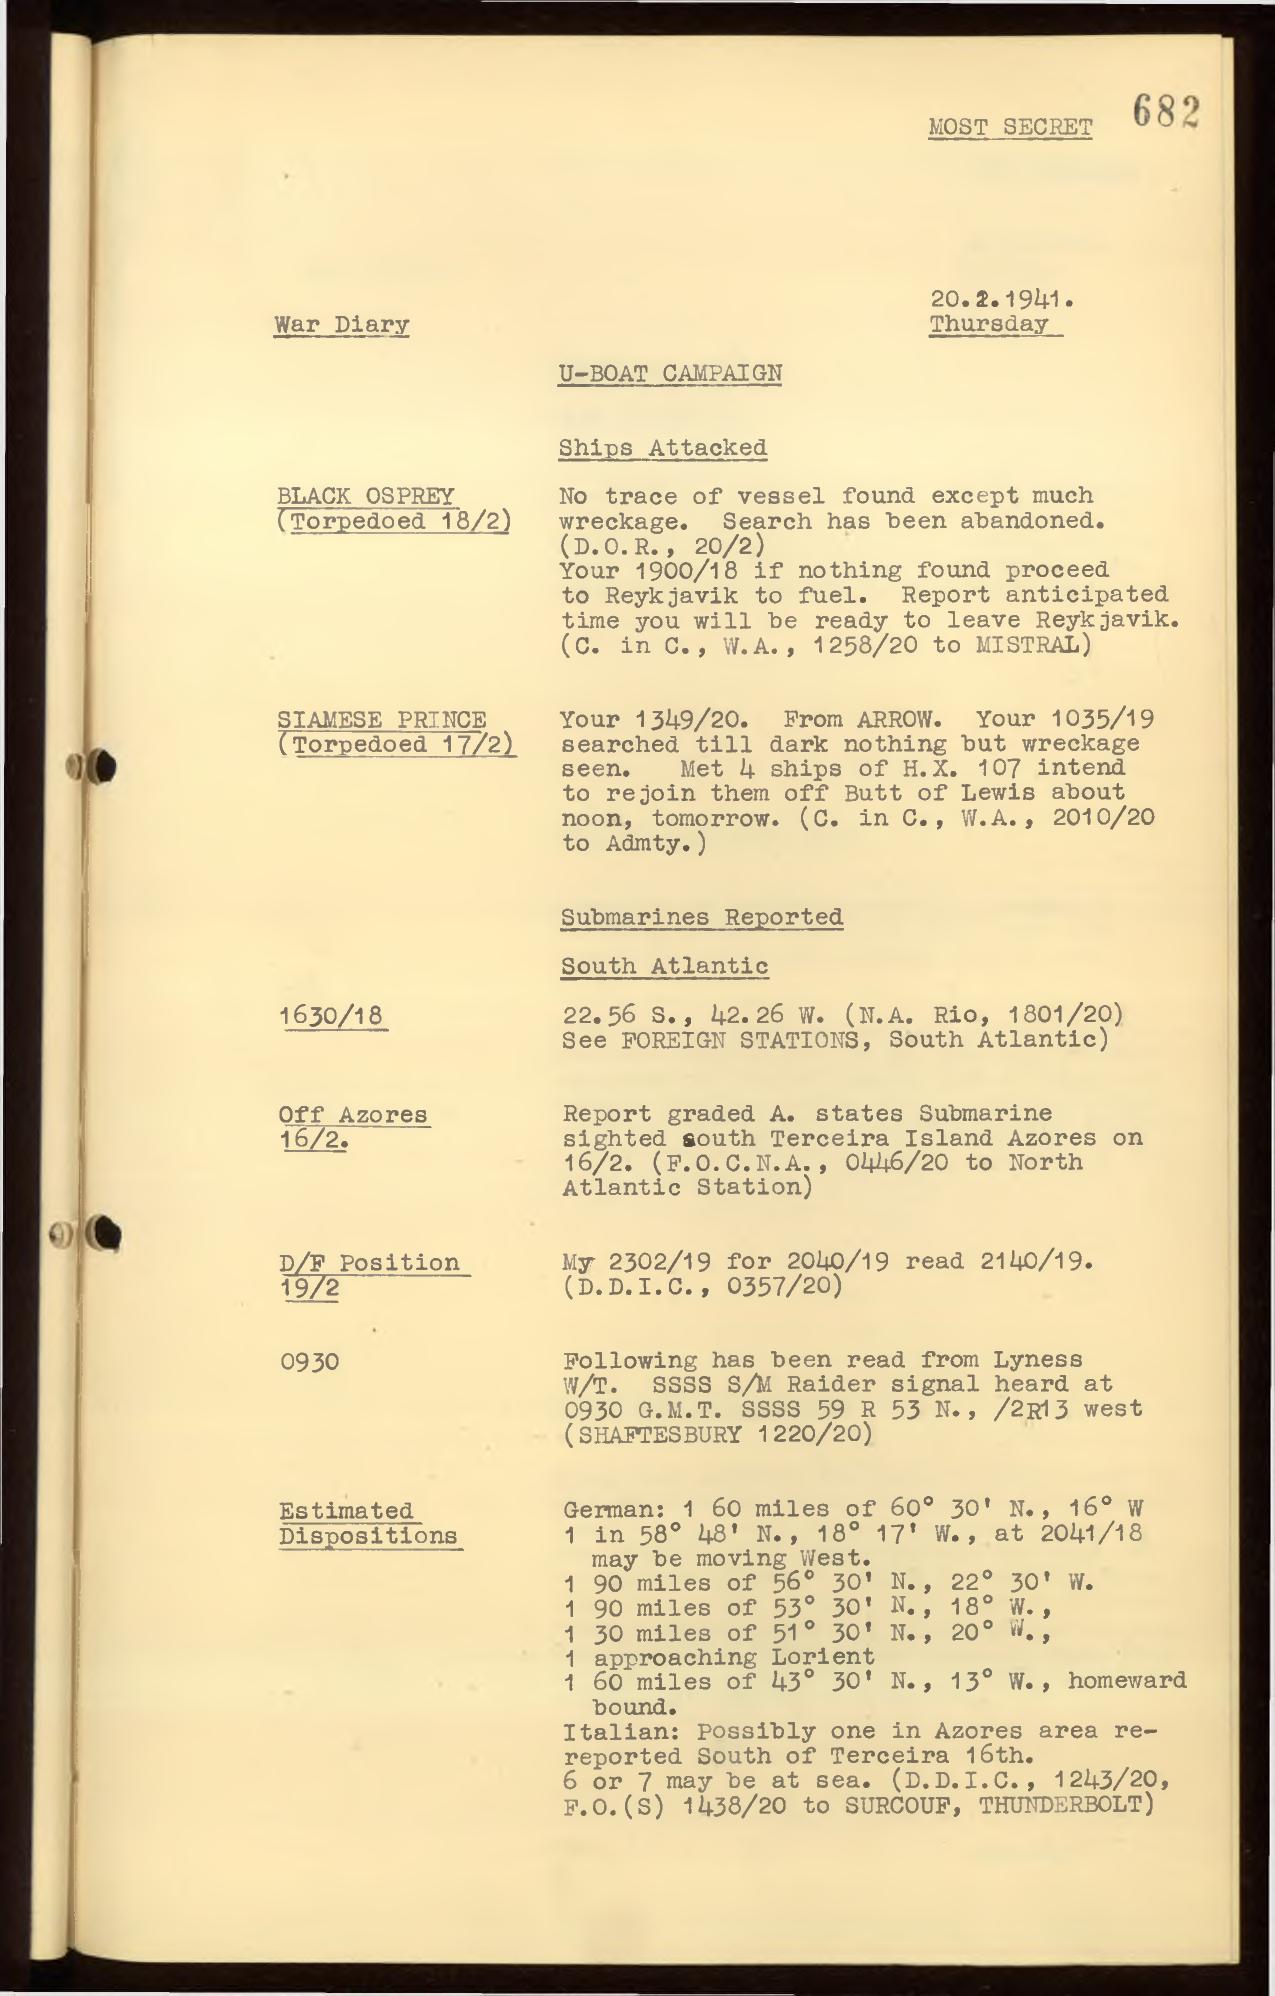 682
MOST SECRET
20.2.1941.
War Diary Thursday
U-BOAT CAMPAIGN
Ships Attacked
BLACK OSPREY No trace of vessel found except much
(Torpedoed 18/2) wreckage. Search has been abandoned.
(D.O.R., 20/2)
Your 1900/18 if nothing found proceed
to Reykjavik to fuel. Report anticipated
time you will be ready to leave Reykjavik.
(C. in C., W.A., 1258/20 to MISTRAL)
SIAMESE PRINCE Your 1349/20. From ARROW. Your 1035/19
(Torpedoed 17/2) searched till dark nothing but wreckage
seen. Met 4 ships of H.X. 107 intend
to rejoin them off Butt of Lewis about
noon, tomorrow. (C. in C., W.A., 2010/20
to Admty.)
Submarines Reported
South Atlantic
1630/18 22.56 S., 42.26 W. (N.A. Rio, 1801/20)
See FOREIGN STATIONS, South Atlantic)
Off Azores Report graded A. states Submarine
16/2. sighted south Terceira Island Azores on
16/2. (F.O.C.N.A., 0446/20 to North
Atlantic Station)
D/F Position My 2302/19 for 2040/19 read 2140/19.
19/2 (D.D.I.C., 0357/20)
0930 Following has been read from Lyness
W/T. SSSS S/M Raider signal heard at
0930 G.M.T. SSSS 59 R 53 N., /2R13 west
(SHAFTESBURY 1220/20)
Estimated German: 1 60 miles of 60° 30' N., 16° W
Dispositions 1 in 58° 48' N., 18° 17' W., at 2041/18
may be moving West.
1 90 miles of 56° 30' N., 22° 30' W.
1 90 miles of 53° 30' N., 18° W.,
1 30 miles of 51° 30' N., 20° W.,
1 approaching Lorient
1 60 miles of 43° 30' N., 13° W., homeward
bound.
Italian: Possibly one in Azores area re-
reported South of Terceira 16th.
6 or 7 may be at sea. (D.D.I.C., 1243/20,
F.O.(S) 1438/20 to SURCOUF, THUNDERBOLT)